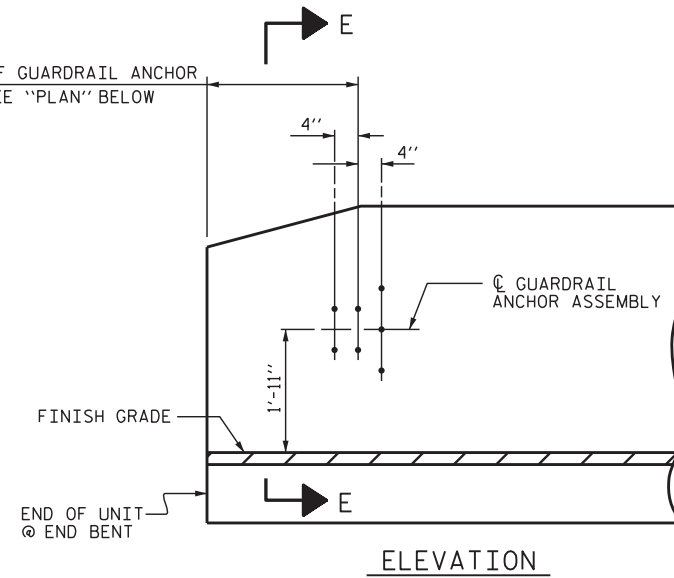 E
GUARDRAIL ANCHOR
"PLAN" BELOW
4''
4''
℄ GUARDRAIL
ANCHOR ASSEMBLY
1'-11''
FINISH GRADE
E
END OF UNIT
@ END BENT
ELEVATION